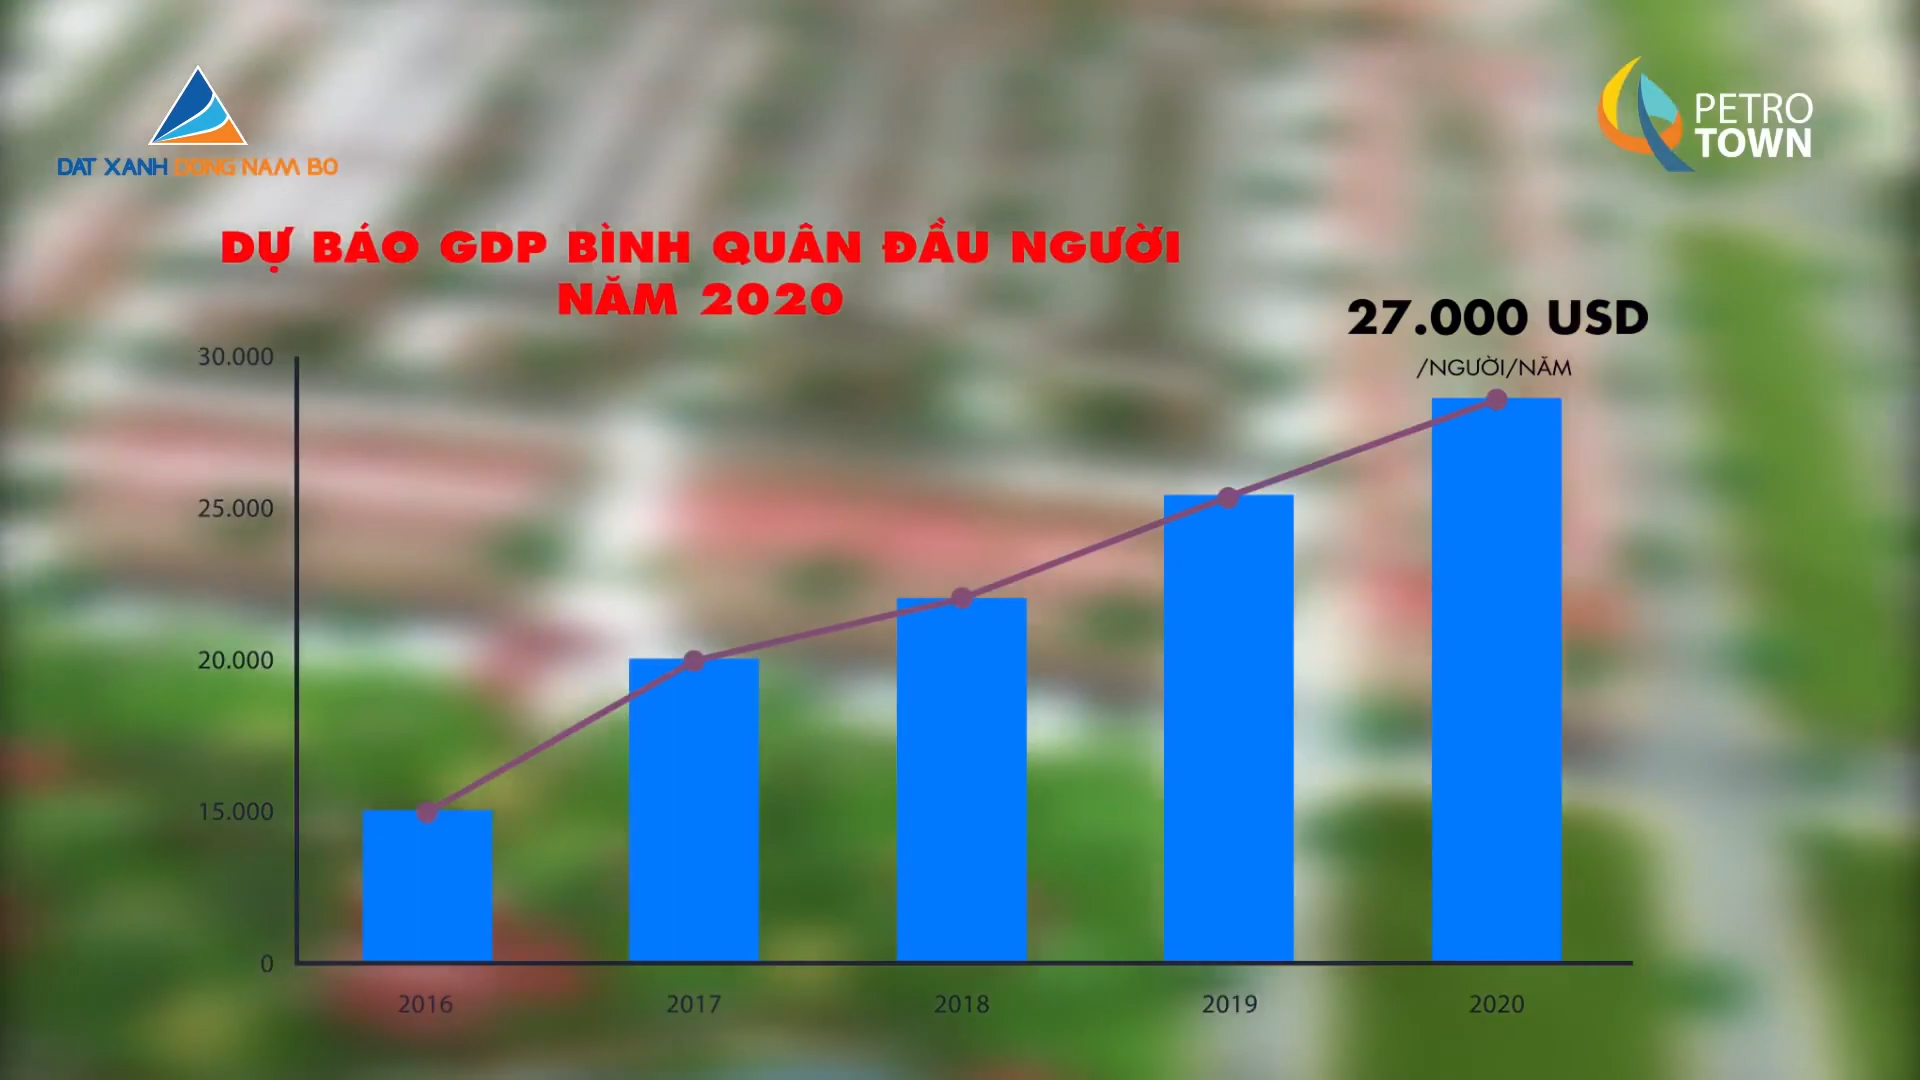 DAT XANH DONG NAM BO
PETRO
TOWN
DỰ BÁO GDP BÌNH QUÂN ĐẦU NGƯỜI
NĂM 2020
27.000 USD
/NGƯỜI/NĂM
30.000
25.000
20.000
15.000
0
2016 2017 2018 2019 2020